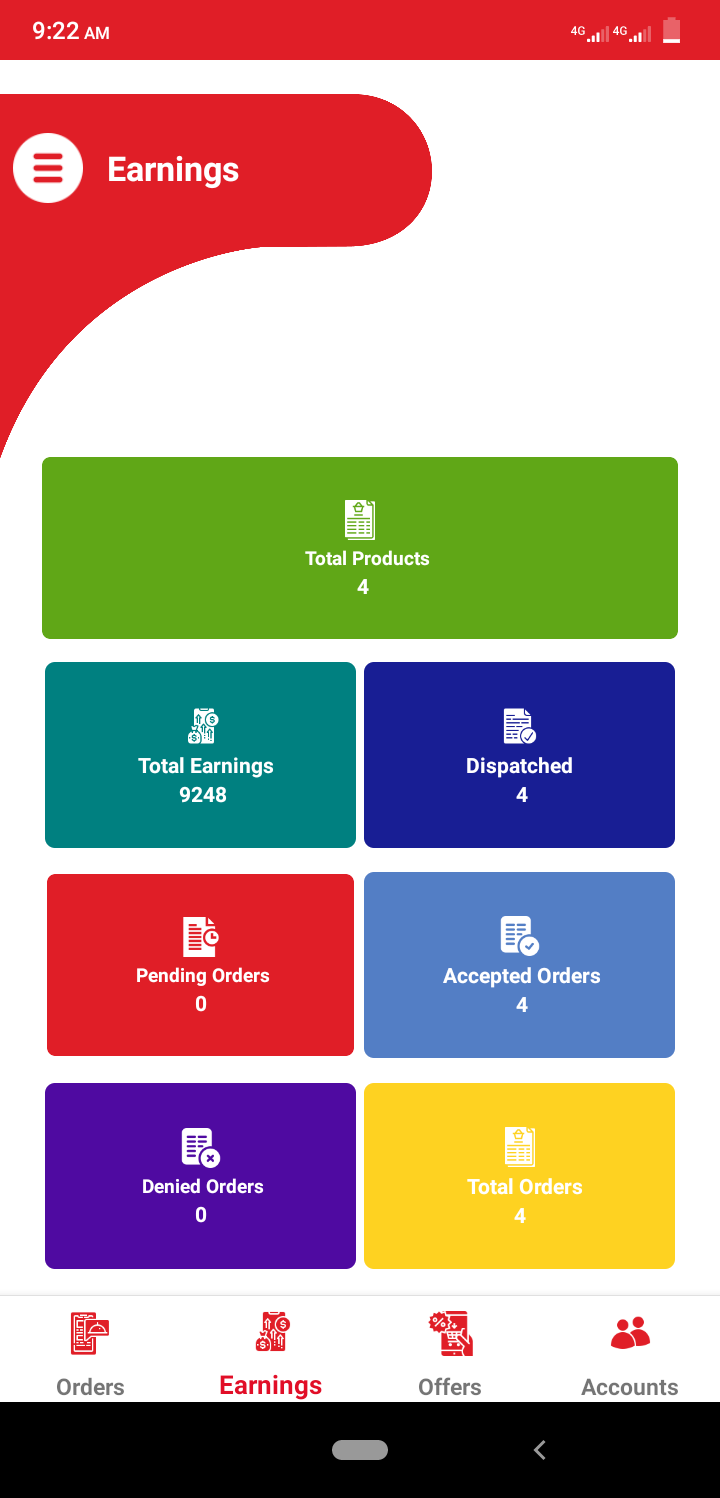 9:22 AM
4G 4G
Earnings
Total Products
4
Total Earnings
9248
Dispatched
4
Pending Orders
0
Accepted Orders
4
Denied Orders
0
Total Orders
4
Orders
Earnings
Offers
Accounts